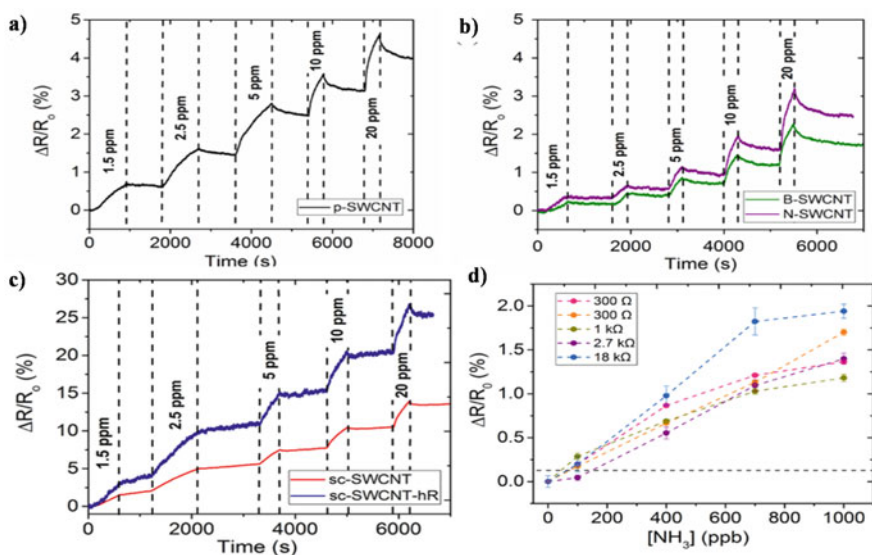 a)
ΔR/R0 (%)
5
4
3
2
1
0
1.5 ppm
2.5 ppm
5 ppm
10 ppm
20 ppm
p-SWCNT
0 2000 4000 6000 8000
Time (s)
b)
ΔR/R0 (%)
5
4
3
2
1
0
1.5 ppm
2.5 ppm
5 ppm
10 ppm
20 ppm
B-SWCNT
N-SWCNT
0 2000 4000 6000
Time (s)
c)
ΔR/R0 (%)
30
25
20
15
10
5
0
1.5 ppm
2.5 ppm
5 ppm
10 ppm
20 ppm
sc-SWCNT
sc-SWCNT-hR
0 2000 4000 6000
Time (s)
d)
ΔR/R0 (%)
2.0
1.5
1.0
0.5
0.0
300 Ω
300 Ω
1 kΩ
2.7 kΩ
18 kΩ
0 200 400 600 800 1000
[NH3] (ppb)